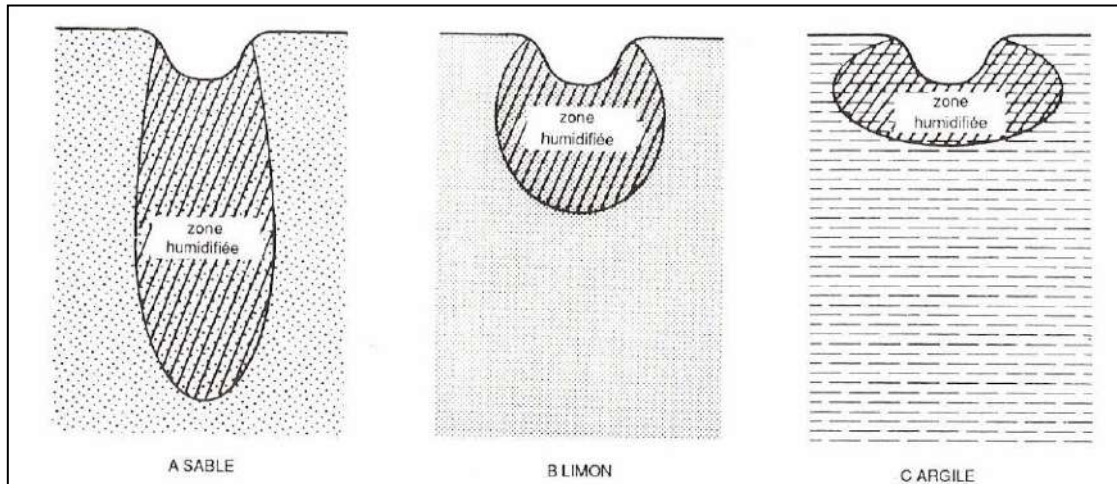 zone
humidifiée
zone
humidifiée
zone
humidifiée
A SABLE
B LIMON
C ARGILE